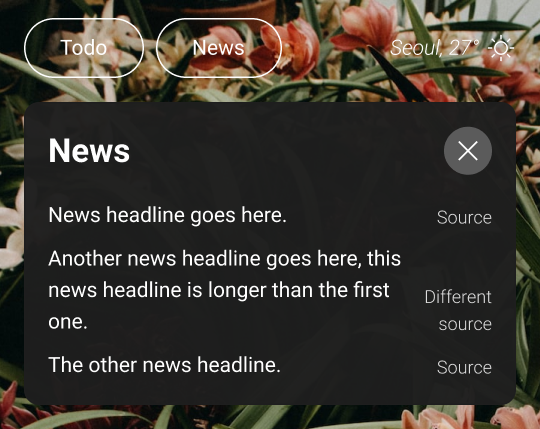 Todo
News
Seoul, 27°
News
News headline goes here.
Source
Another news headline goes here, this
news headline is longer than the first
one.
Different
source
The other news headline.
Source